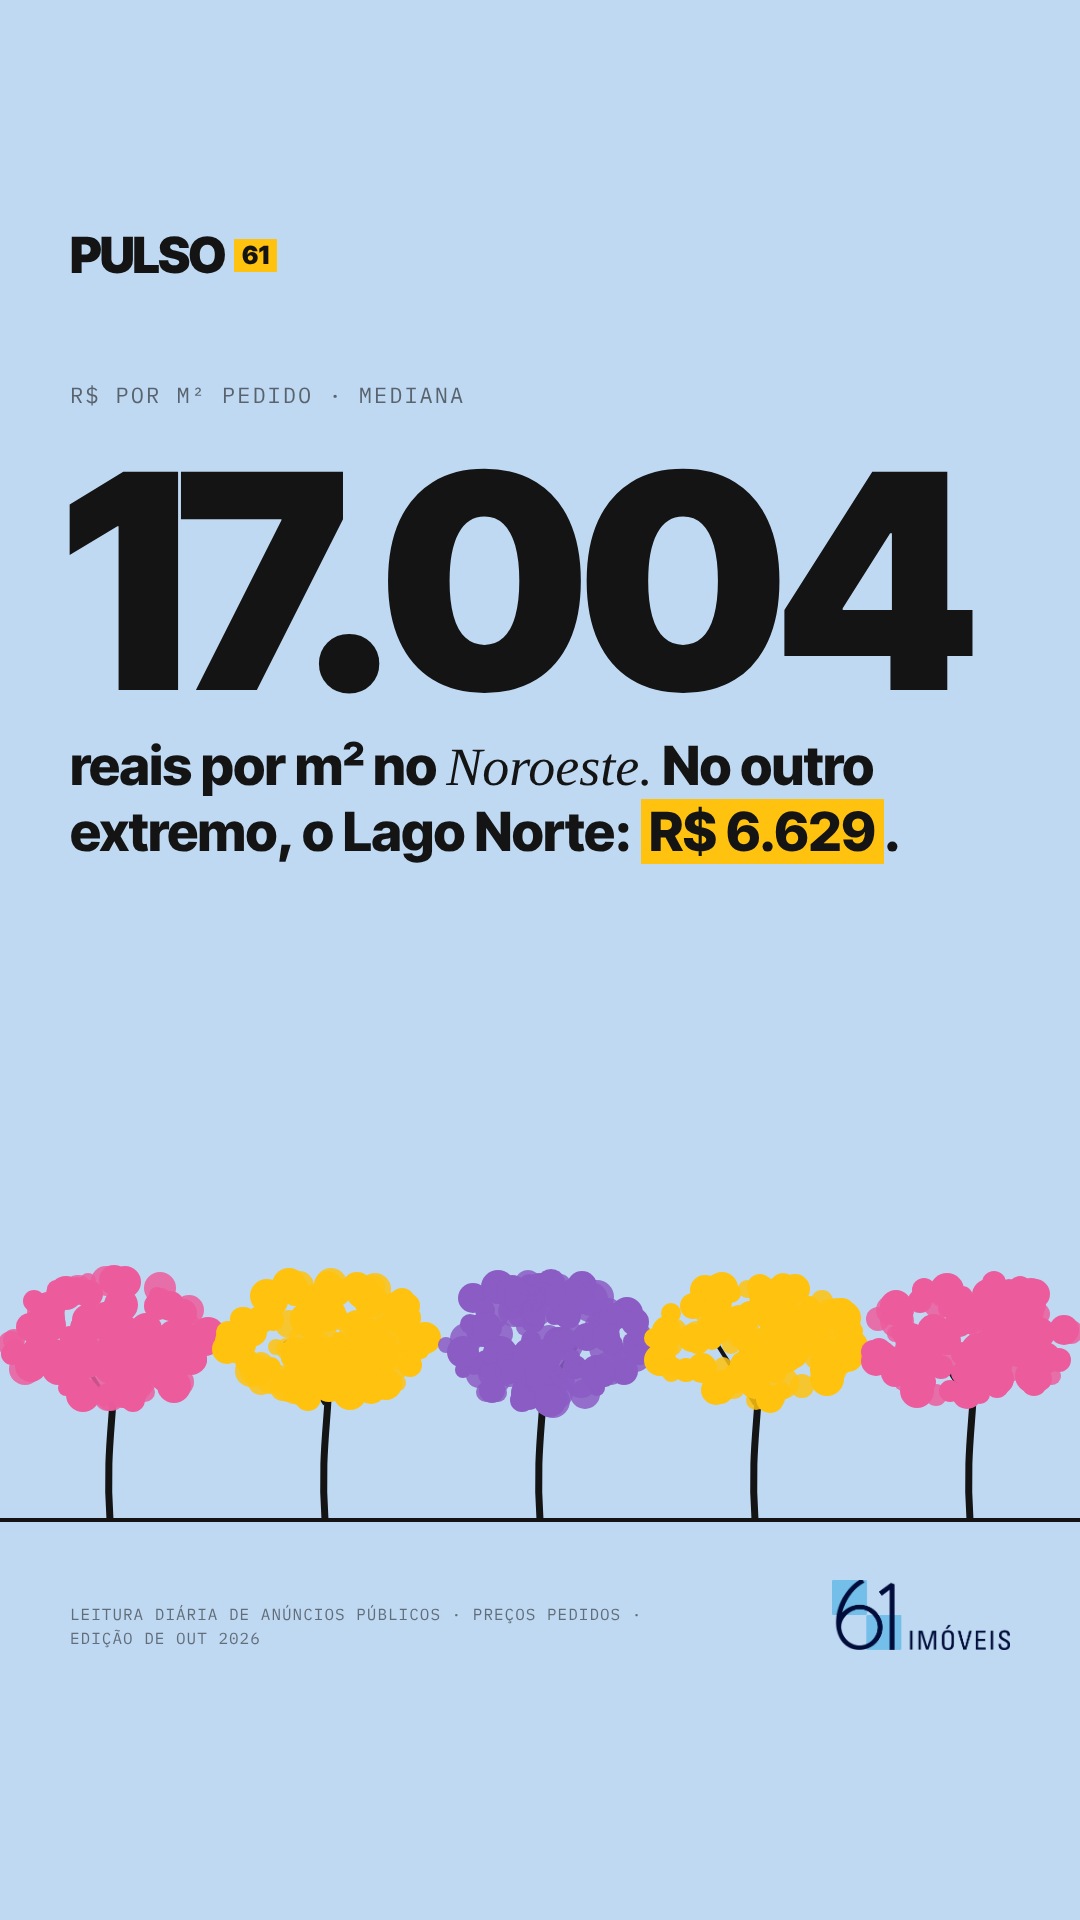 PULSO 61
R$ POR M² PEDIDO · MEDIANA
17.004
reais por m² no Noroeste. No outro
extremo, o Lago Norte: R$ 6.629.
LEITURA DIÁRIA DE ANÚNCIOS PÚBLICOS · PREÇOS PEDIDOS ·
EDIÇÃO DE OUT 2026
61 IMÓVEIS